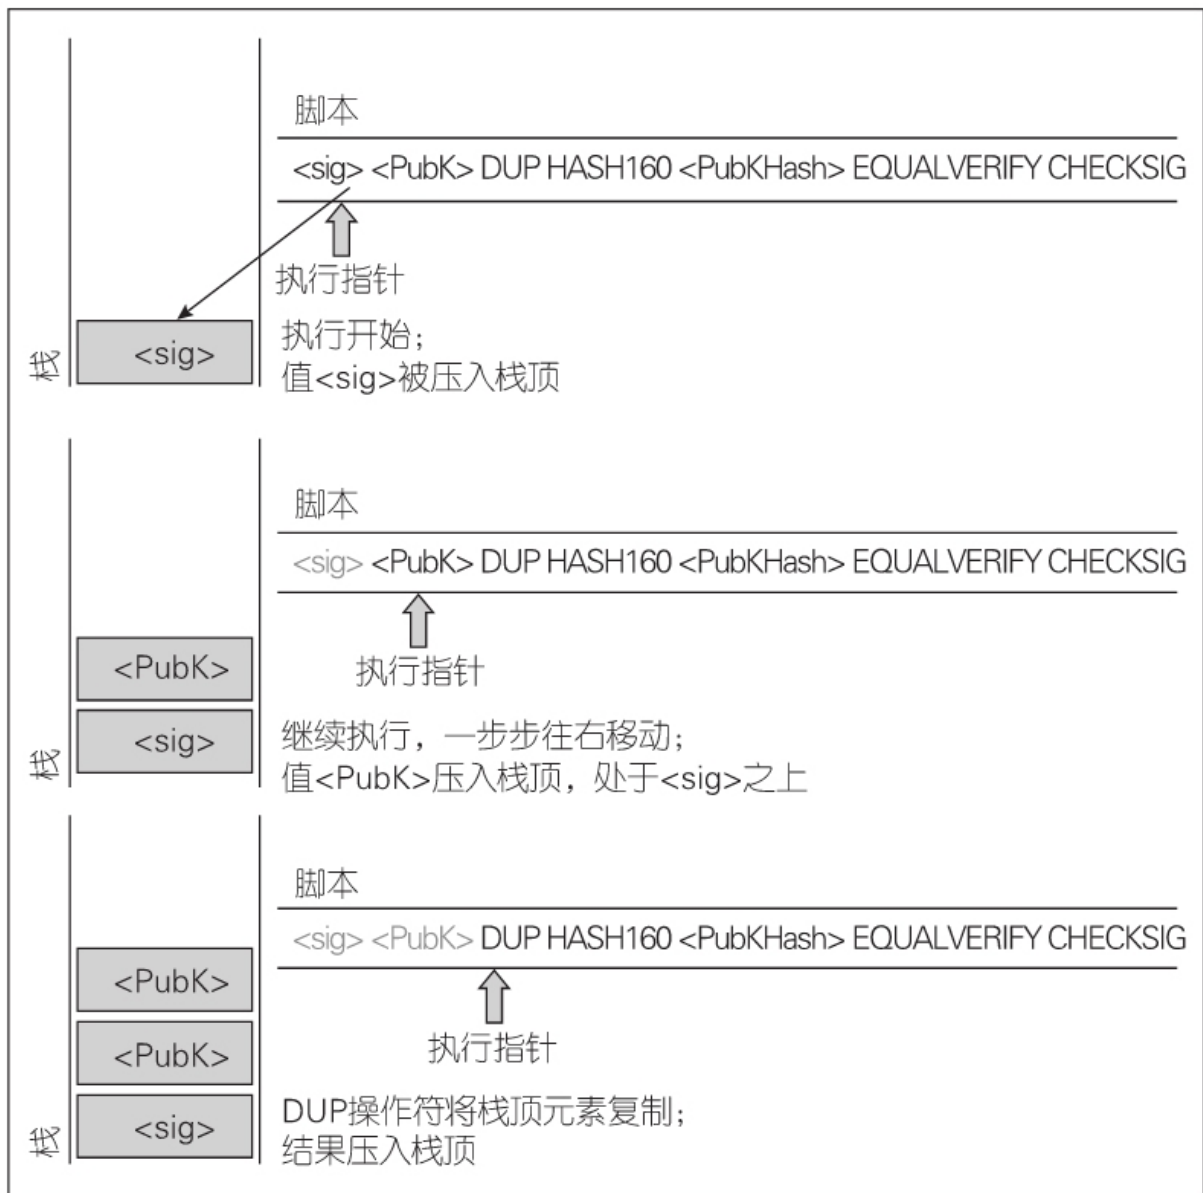 脚本
<sig> <PubK> DUP HASH160 <PubKHash> EQUALVERIFY CHECKSIG
执行指针
栈
<sig>
执行开始；
值<sig>被压入栈顶
脚本
<sig> <PubK> DUP HASH160 <PubKHash> EQUALVERIFY CHECKSIG
执行指针
<PubK>
栈
<sig>
继续执行，一步步往右移动；
值<PubK>压入栈顶，处于<sig>之上
脚本
<sig> <PubK> DUP HASH160 <PubKHash> EQUALVERIFY CHECKSIG
执行指针
<PubK>
<PubK>
栈
<sig>
DUP操作符将栈顶元素复制；
结果压入栈顶